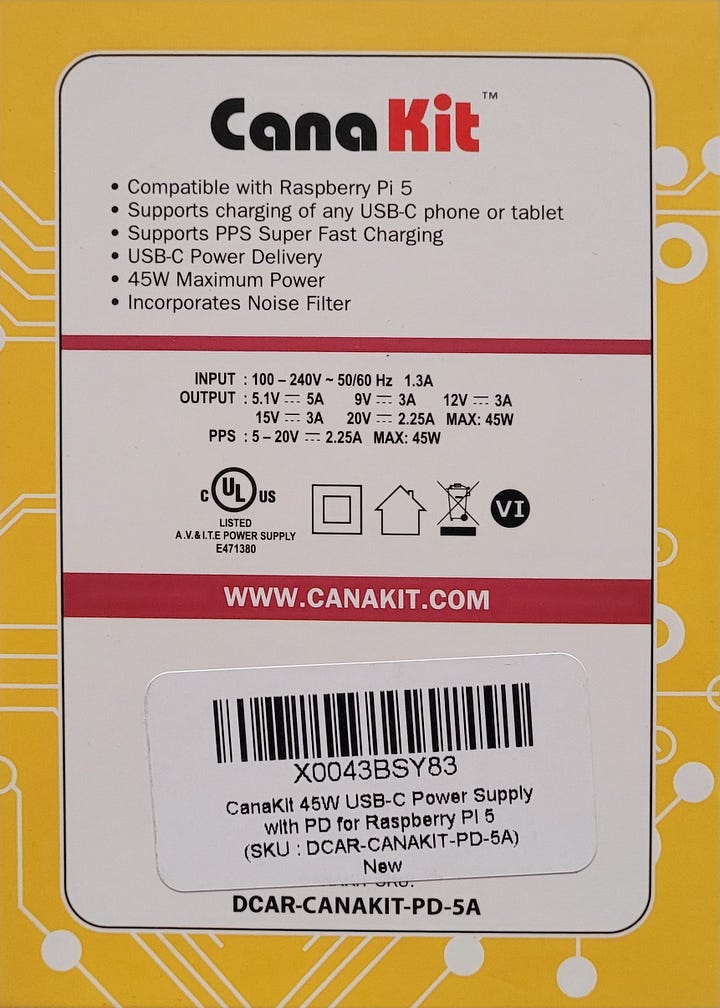 CanaKit™
• Compatible with Raspberry Pi 5
• Supports charging of any USB-C phone or tablet
• Supports PPS Super Fast Charging
• USB-C Power Delivery
• 45W Maximum Power
• Incorporates Noise Filter
INPUT : 100 – 240V ~ 50/60 Hz 1.3A
OUTPUT : 5.1V ⎓ 5A 9V ⎓ 3A 12V ⎓ 3A
15V ⎓ 3A 20V ⎓ 2.25A MAX: 45W
PPS : 5 – 20V ⎓ 2.25A MAX: 45W
C UL US
LISTED
A.V.& I.T.E POWER SUPPLY
E471380
VI
WWW.CANAKIT.COM
X0043BSY83
CanaKit 45W USB-C Power Supply
with PD for Raspberry PI 5
(SKU : DCAR-CANAKIT-PD-5A)
New
DCAR-CANAKIT-PD-5A